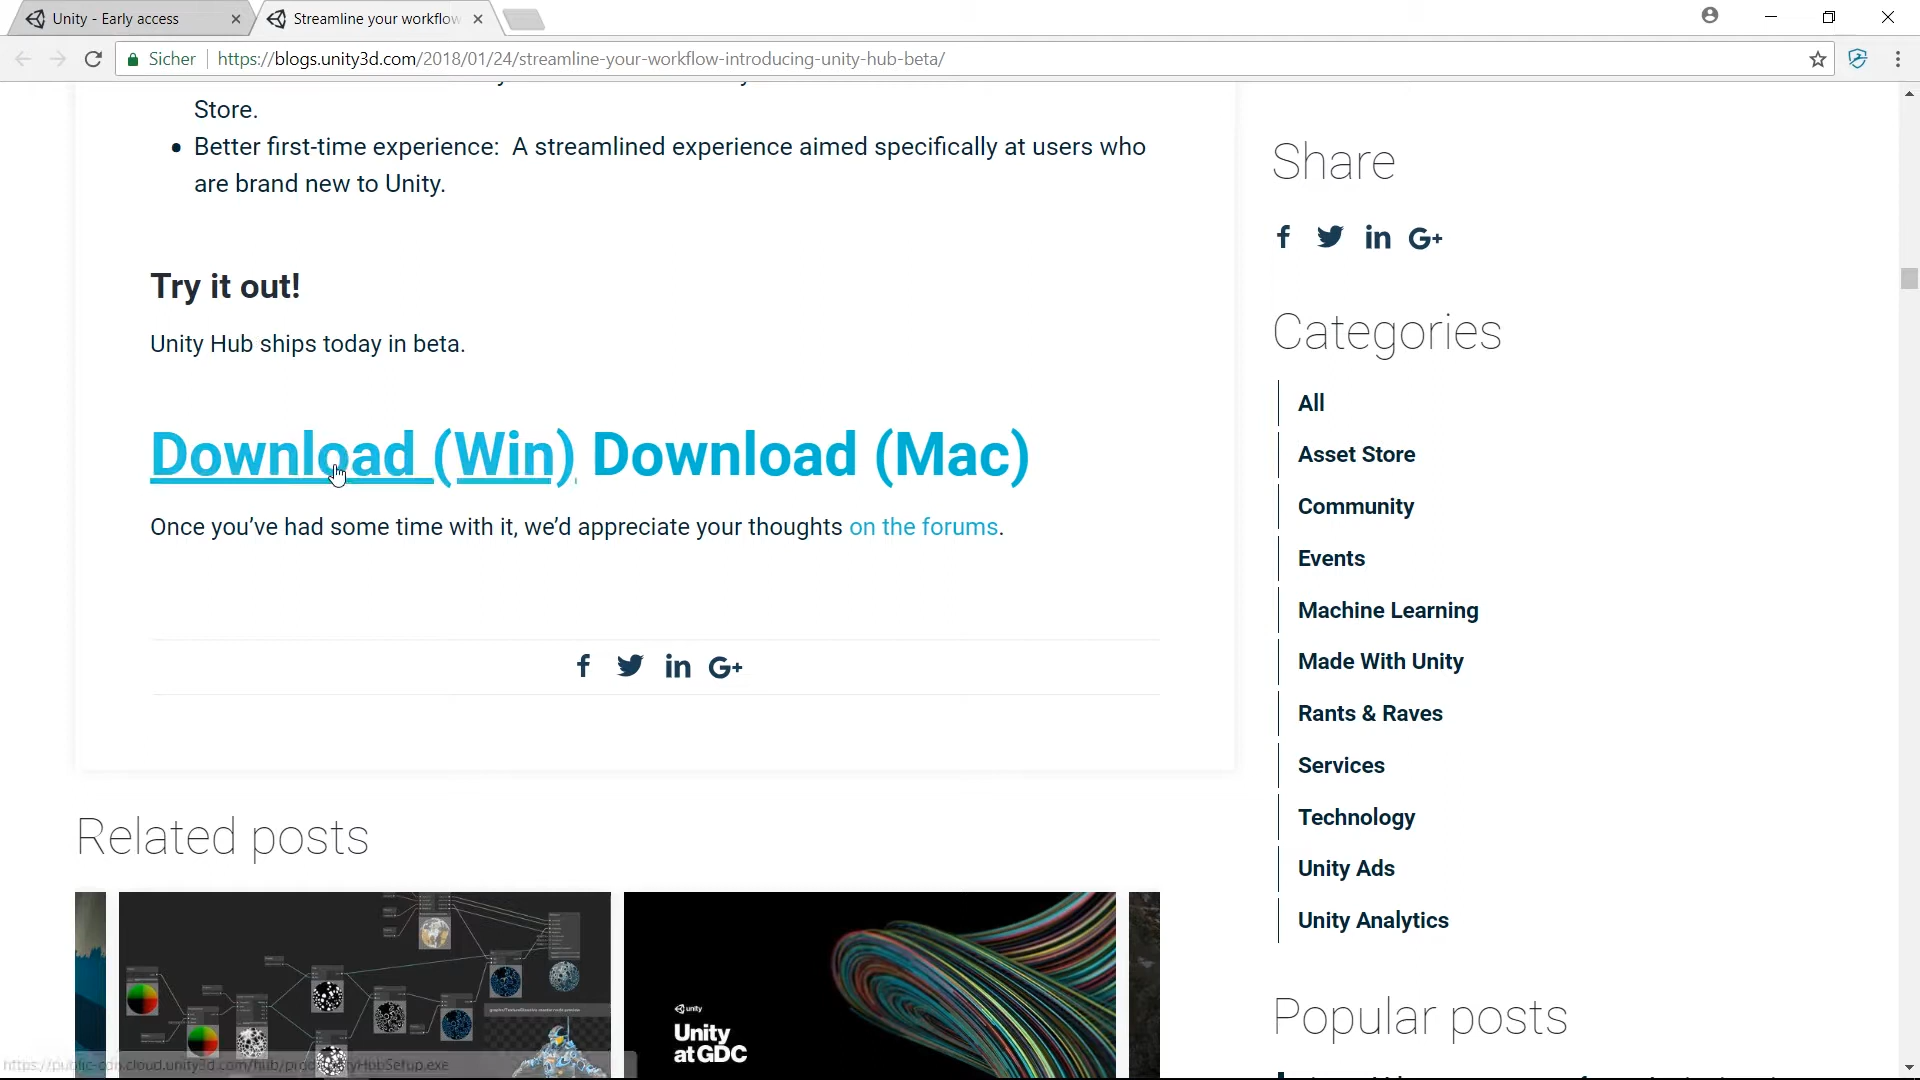 Unity - Early access
Streamline your workflow
Sicher
https://blogs.unity3d.com/2018/01/24/streamline-your-workflow-introducing-unity-hub-beta/
Store.
Better first-time experience:  A streamlined experience aimed specifically at users who
are brand new to Unity.
Try it out!
Unity Hub ships today in beta.
Download (Win) Download (Mac)
Once you’ve had some time with it, we’d appreciate your thoughts on the forums.
f in G+
Related posts
unity
Unity
at GDC
Share
f in G+
Categories
All
Asset Store
Community
Events
Machine Learning
Made With Unity
Rants & Raves
Services
Technology
Unity Ads
Unity Analytics
Popular posts